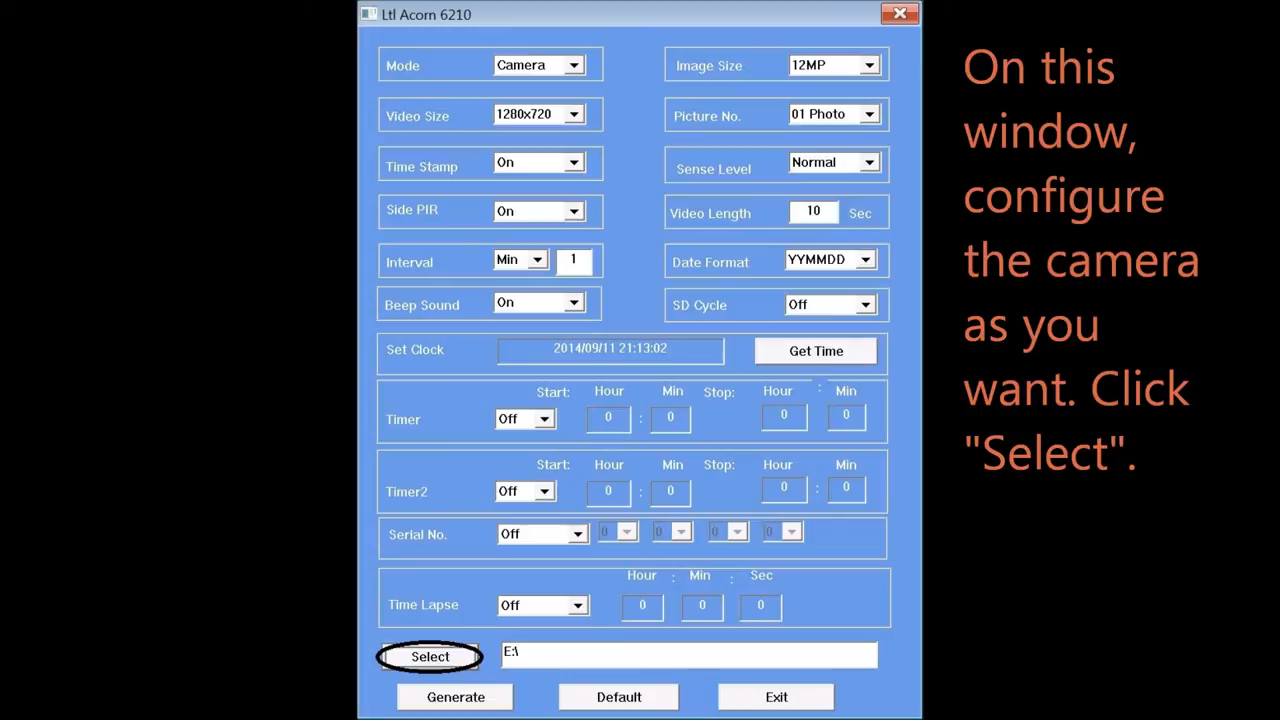 Ltl Acorn 6210
Mode Camera Image Size 12MP
Video Size 1280x720 Picture No. 01 Photo
Time Stamp On Sense Level Normal
Side PIR On Video Length 10 Sec
Interval Min 1 Date Format YYMMDD
Beep Sound On SD Cycle Off
Set Clock 2014/09/11 21:13:02 Get Time
Start: Hour Min Stop: Hour : Min
Timer Off 0 : 0 0 0
Start: Hour Min Stop: Hour Min
Timer2 Off 0 : 0 0 : 0
Serial No. Off 0 0 0 0
Hour : Min : Sec
Time Lapse Off 0 0 0
Select E:\
Generate Default Exit
On this
window,
configure
the camera
as you
want. Click
"Select".